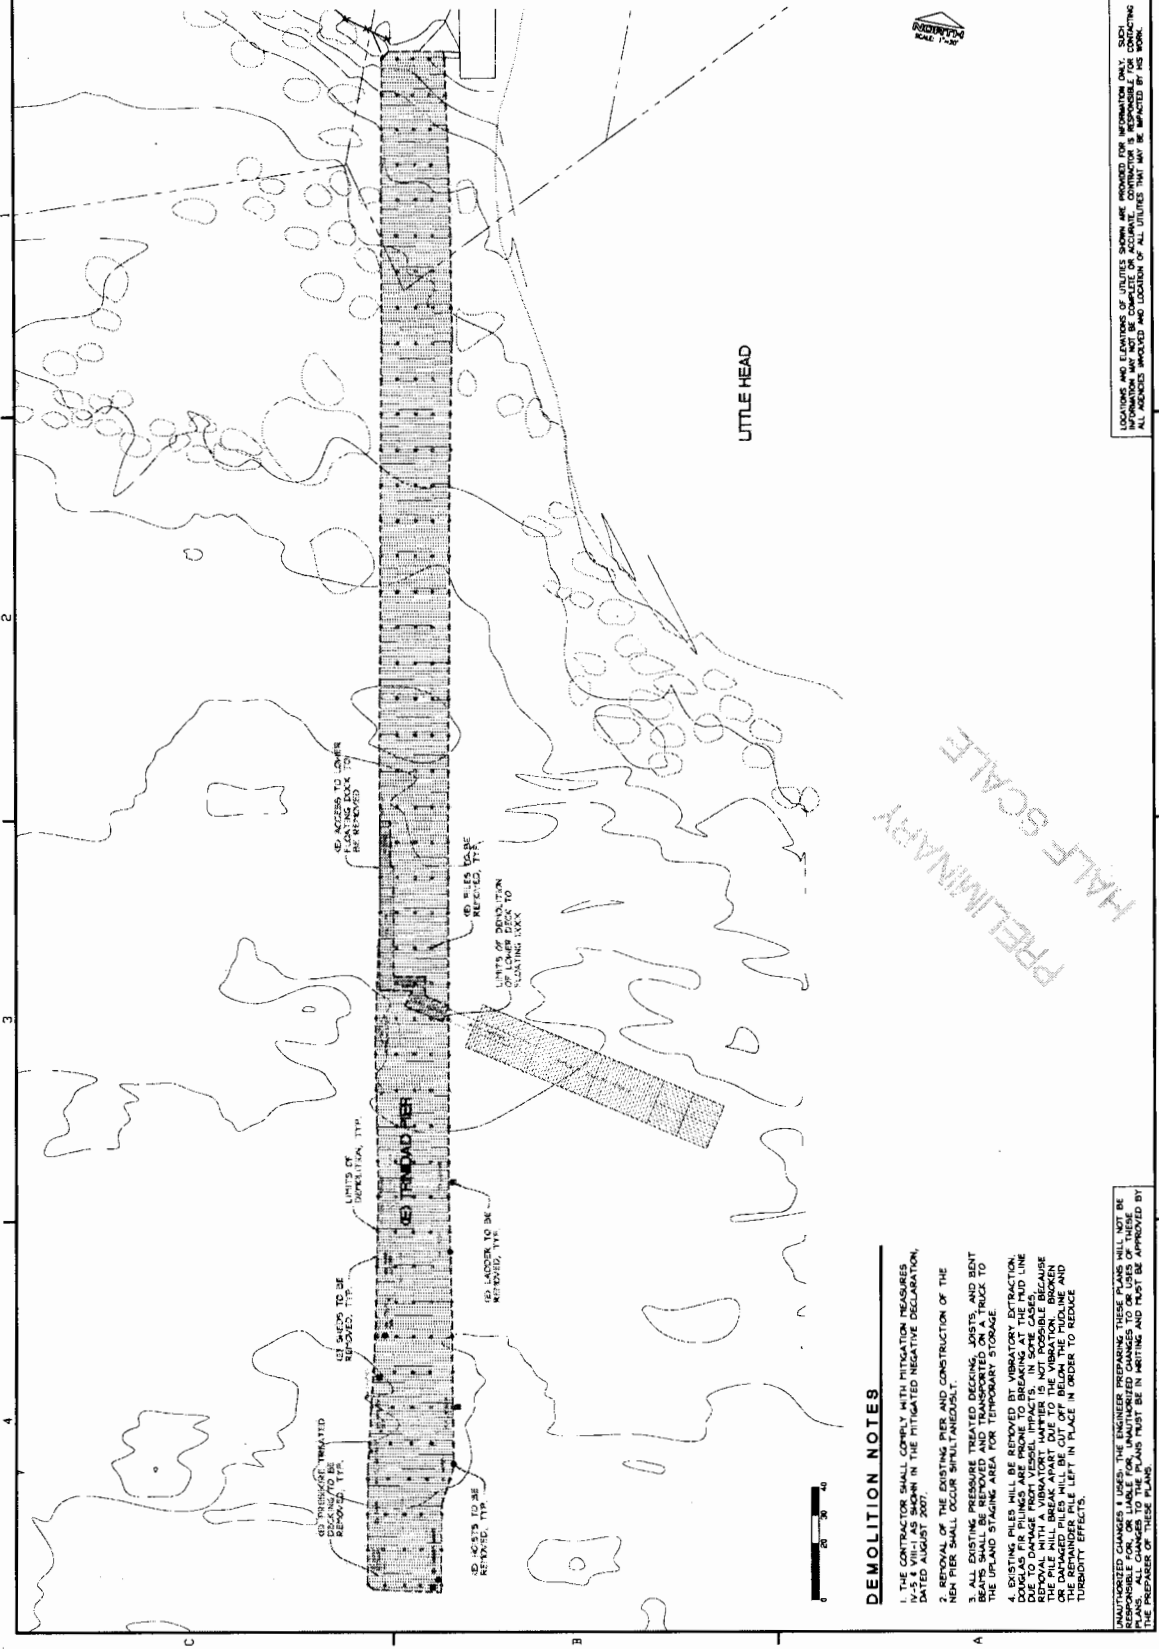 (E) PRESSURE TREATED
DECKING TO BE
REMOVED, TYP.
(E) SHEDS TO BE
REMOVED, TYP.
LIMITS OF
DEMOLITION, TYP.
(E) ACCESS TO LOWER
FLOATING DOCK TO
BE REMOVED
(E) TRINIDAD PIER
(E) HOISTS TO BE
REMOVED, TYP.
(E) LADDER TO BE
REMOVED, TYP.
LIMITS OF DEMOLITION
OF LOWER DECK TO
FLOATING DOCK
(E) PILES TO BE
REMOVED, TYP.
LITTLE HEAD
NORTH
SCALE: 1"=20'
PRELIMINARY
HALF SCALE
0 20 30 40
DEMOLITION NOTES
1. THE CONTRACTOR SHALL COMPLY WITH MITIGATION MEASURES
IV-5 & VIII-1 AS SHOWN IN THE MITIGATED NEGATIVE DECLARATION,
DATED AUGUST 2007.
2. REMOVAL OF THE EXISTING PIER AND CONSTRUCTION OF THE
NEW PIER SHALL OCCUR SIMULTANEOUSLY.
3. ALL EXISTING PRESSURE TREATED DECKING, JOISTS, AND BENT
BEAMS SHALL BE REMOVED AND TRANSPORTED ON A TRUCK TO
THE UPLAND STAGING AREA FOR TEMPORARY STORAGE.
4. EXISTING PILES WILL BE REMOVED BY VIBRATORY EXTRACTION.
DOUGLAS FIR PILINGS ARE PRONE TO BREAKING AT THE MUD LINE
DUE TO DAMAGE FROM VESSEL IMPACTS. IN SOME CASES,
REMOVAL WITH A VIBRATORY HAMMER IS NOT POSSIBLE BECAUSE
THE PILE WILL BREAK APART DUE TO THE VIBRATION. BROKEN
OR DAMAGED PILES WILL BE CUT OFF BELOW THE MUDLINE AND
THE REMAINDER PILE LEFT IN PLACE IN ORDER TO REDUCE
TURBIDITY EFFECTS.
UNAUTHORIZED CHANGES & USES: THE ENGINEER PREPARING THESE PLANS WILL NOT BE
RESPONSIBLE FOR, OR LIABLE FOR, UNAUTHORIZED CHANGES TO OR USES OF THESE
PLANS. ALL CHANGES TO THE PLANS MUST BE IN WRITING AND MUST BE APPROVED BY
THE PREPARER OF THESE PLANS.
LOCATIONS AND ELEVATIONS OF UTILITIES SHOWN ARE PROVIDED FOR INFORMATION ONLY. SUCH
INFORMATION MAY NOT BE COMPLETE OR ACCURATE. CONTRACTOR IS RESPONSIBLE FOR CONTACTING
ALL AGENCIES INVOLVED AND LOCATION OF ALL UTILITIES THAT MAY BE IMPACTED BY HIS WORK.
4
3
2
1
C
B
A